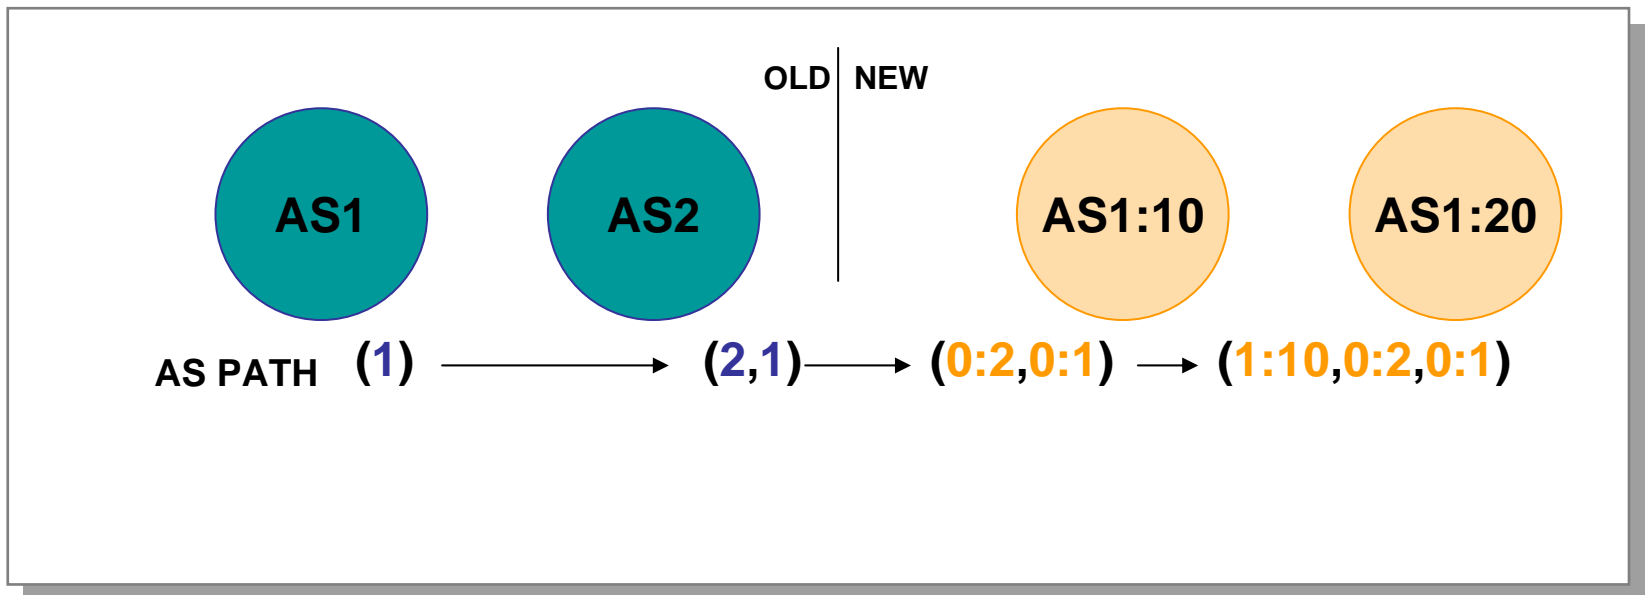 OLD NEW
AS1 AS2 AS1:10 AS1:20
AS PATH (1) (2,1) (0:2,0:1) (1:10,0:2,0:1)